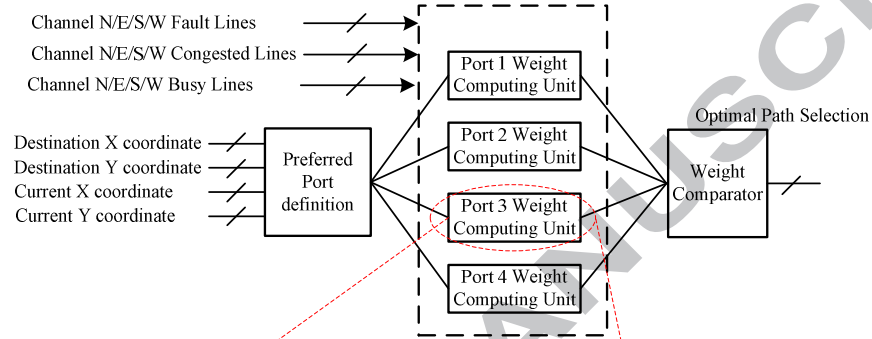 Channel N/E/S/W Fault Lines
Channel N/E/S/W Congested Lines
Channel N/E/S/W Busy Lines
Destination X coordinate
Destination Y coordinate
Current X coordinate
Current Y coordinate
Preferred
Port
definition
Port 1 Weight
Computing Unit
Port 2 Weight
Computing Unit
Port 3 Weight
Computing Unit
Port 4 Weight
Computing Unit
Optimal Path Selection
Weight
Comparator